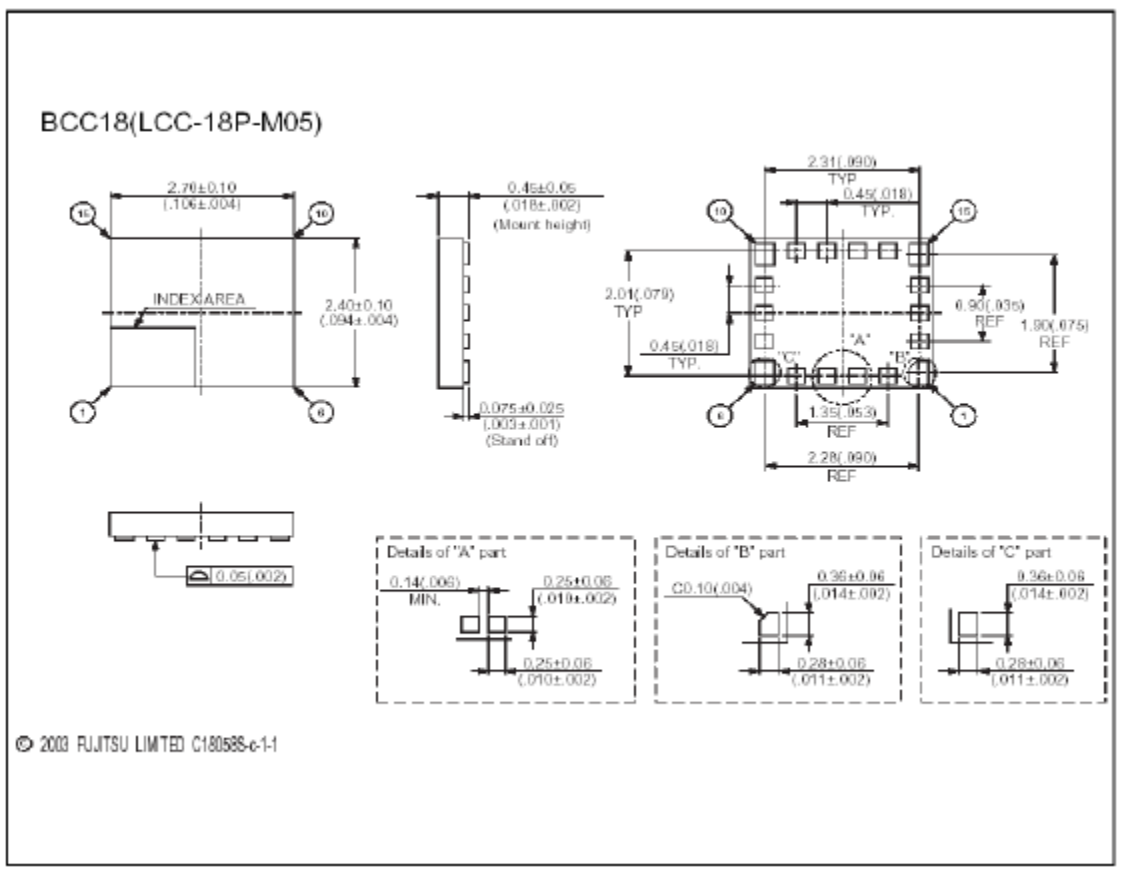 BCC18(LCC-18P-M05)
2.70±0.10
(.106±.004)
15
10
INDEX AREA
2.40±0.10
(.094±.004)
1
6
0.45±0.05
(.018±.002)
(Mount height)
0.075±0.025
(.003±.001)
(Stand off)
2.31(.090)
TYP
0.45(.018)
TYP.
10
15
2.01(.079)
TYP
0.45(.018)
TYP.
0.90(.035)
REF
1.90(.075)
REF
"A"
"C"
"B"
6
1
1.35(.053)
REF
2.28(.090)
REF
0.05(.002)
Details of "A" part
0.14(.006)
MIN.
0.25±0.06
(.010±.002)
0.25±0.06
(.010±.002)
Details of "B" part
C0.10(.004)
0.36±0.06
(.014±.002)
0.28±0.06
(.011±.002)
Details of "C" part
0.36±0.06
(.014±.002)
0.28±0.06
(.011±.002)
© 2003 FUJITSU LIMITED C18058S-c-1-1